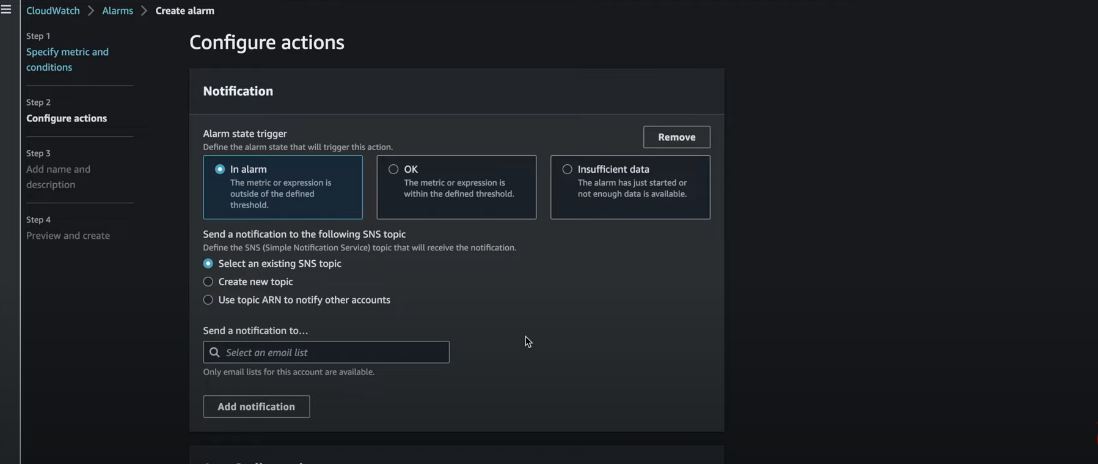 CloudWatch > Alarms > Create alarm
Step 1
Specify metric and
conditions
Step 2
Configure actions
Step 3
Add name and
description
Step 4
Preview and create
Configure actions
Notification
Alarm state trigger
Define the alarm state that will trigger this action.
Remove
In alarm
The metric or expression is
outside of the defined
threshold.
OK
The metric or expression is
within the defined threshold.
Insufficient data
The alarm has just started or
not enough data is available.
Send a notification to the following SNS topic
Define the SNS (Simple Notification Service) topic that will receive the notification.
Select an existing SNS topic
Create new topic
Use topic ARN to notify other accounts
Send a notification to…
Select an email list
Only email lists for this account are available.
Add notification